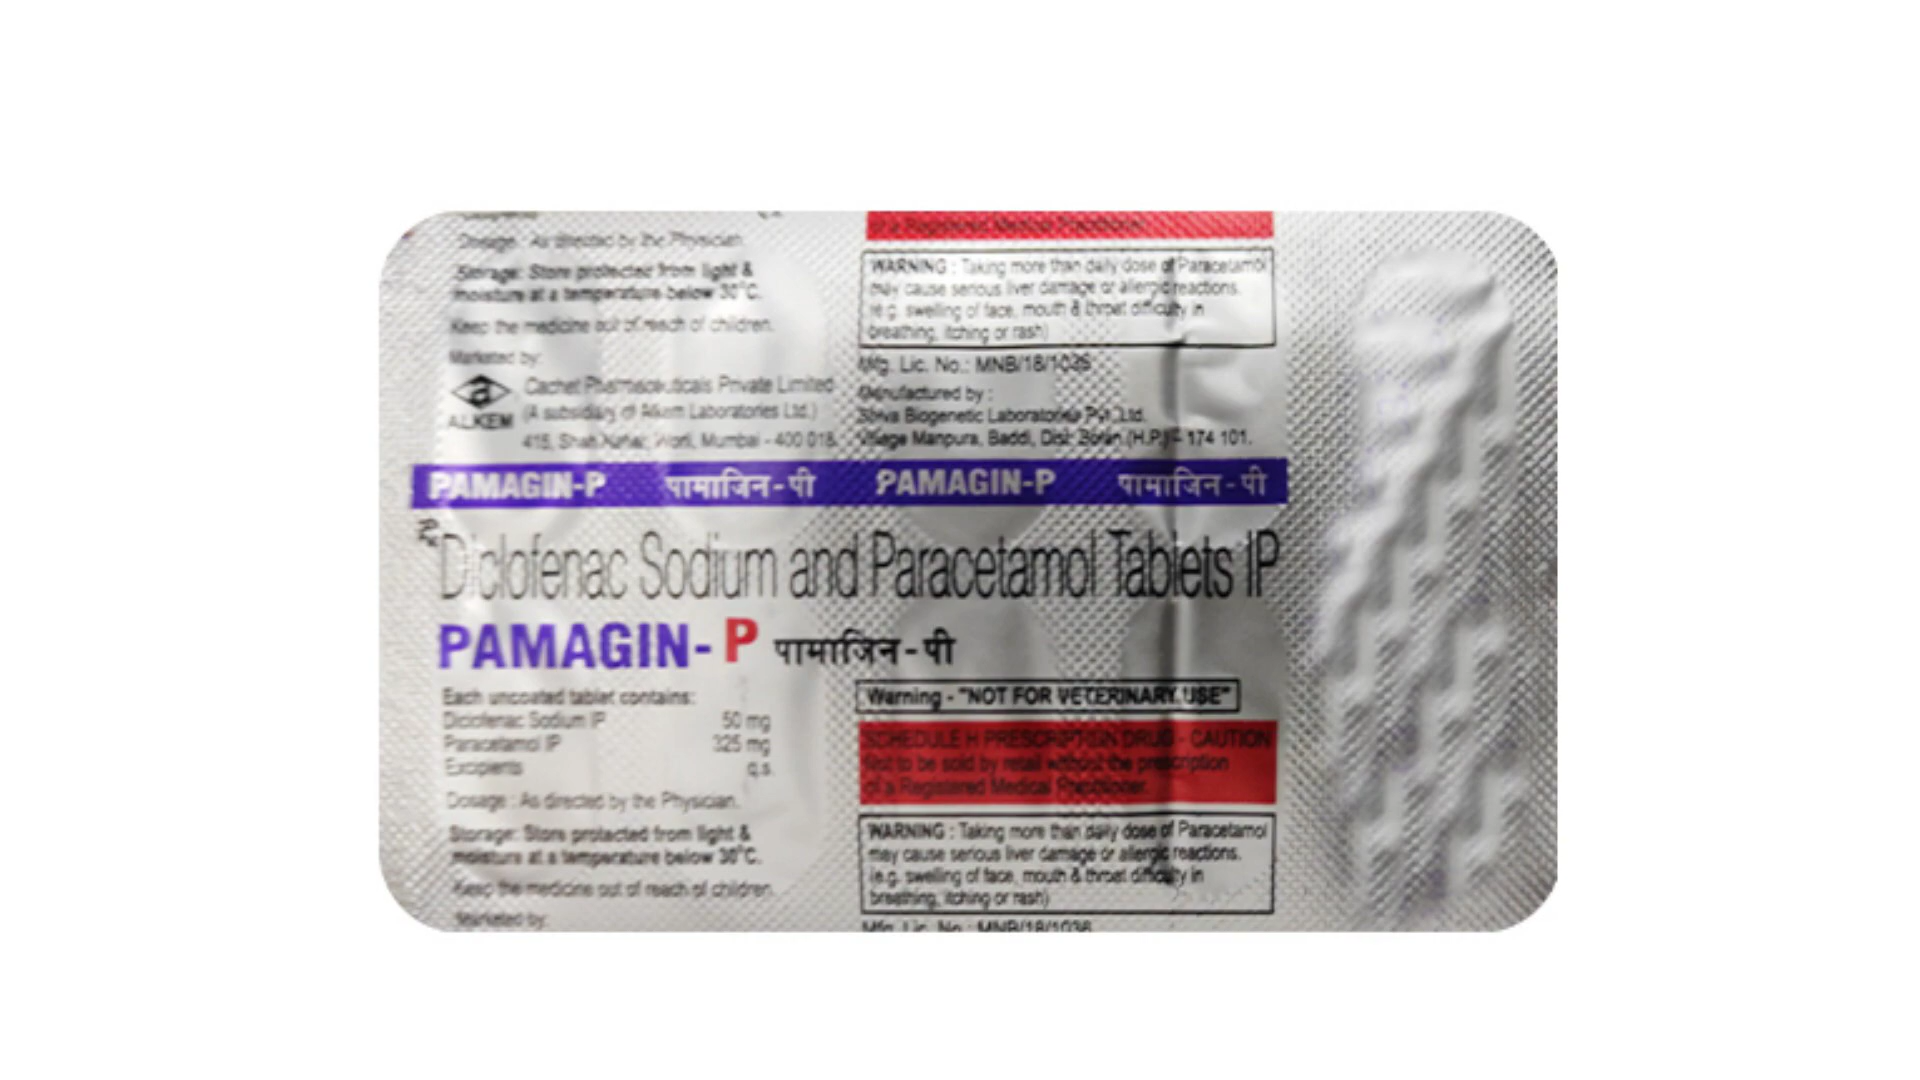 Dosage : As directed by the Physician.
Storage: Store protected from light &
moisture at a temperature below 30°C.
Keep the medicine out of reach of children.
Marketed by:
ALKEM
Cachet Pharmaceuticals Private Limited
(A subsidiary of Alkem Laboratories Ltd.)
415, Shah Nahar, Worli, Mumbai - 400 018.
of a Registered Medical Practitioner.
WARNING : Taking more than daily dose of Paracetamol
may cause serious liver damage or allergic reactions.
(e.g. swelling of face, mouth & throat difficulty in
breathing, itching or rash)
Mfg. Lic. No.: MNB/18/1036
Manufactured by :
Biogenetic Laboratories Pvt. Ltd.
Village Manpura, Baddi, Dist. Solan (H.P.) - 174 101.
PAMAGIN-P पामाजिन-पी PAMAGIN-P पामाजिन-पी
Rx
Diclofenac Sodium and Paracetamol Tablets IP
PAMAGIN-P पामाजिन-पी
Each uncoated tablet contains:
Diclofenac Sodium IP 50 mg
Paracetamol IP 325 mg
Excipients q.s.
Dosage : As directed by the Physician.
Storage: Store protected from light &
moisture at a temperature below 30°C.
Keep the medicine out of reach of children.
Marketed by:
Warning - "NOT FOR VETERINARY USE"
SCHEDULE H PRESCRIPTION DRUG - CAUTION
Not to be sold by retail without the prescription
of a Registered Medical Practitioner.
WARNING : Taking more than daily dose of Paracetamol
may cause serious liver damage or allergic reactions.
(e.g. swelling of face, mouth & throat difficulty in
breathing, itching or rash)
Mfg. Lic. No.: MNB/18/1036